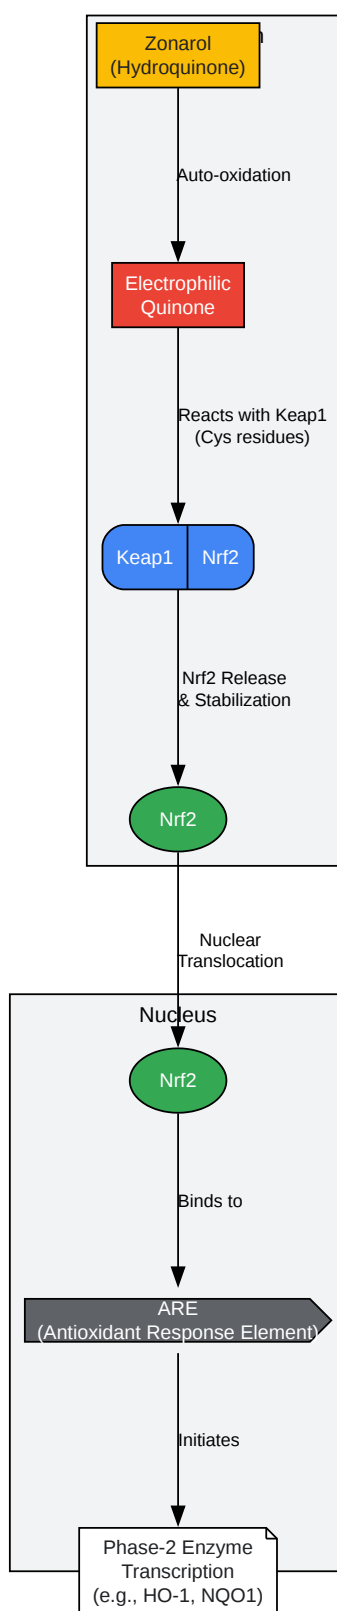 Zonarol
(Hydroquinone)
Auto-oxidation
Electrophilic
Quinone
Reacts with Keap1
(Cys residues)
Keap1
Nrf2
Nrf2 Release
& Stabilization
Nrf2
Nuclear
Translocation
Nucleus
Nrf2
Binds to
ARE
(Antioxidant Response Element)
Initiates
Phase-2 Enzyme
Transcription
(e.g., HO-1, NQO1)